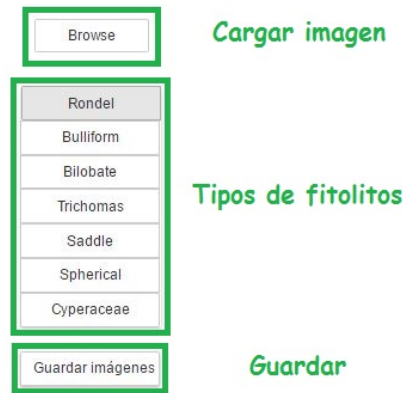 Browse
Cargar imagen
Rondel
Bulliform
Bilobate
Trichomas
Saddle
Spherical
Cyperaceae
Tipos de fitolitos
Guardar imágenes
Guardar